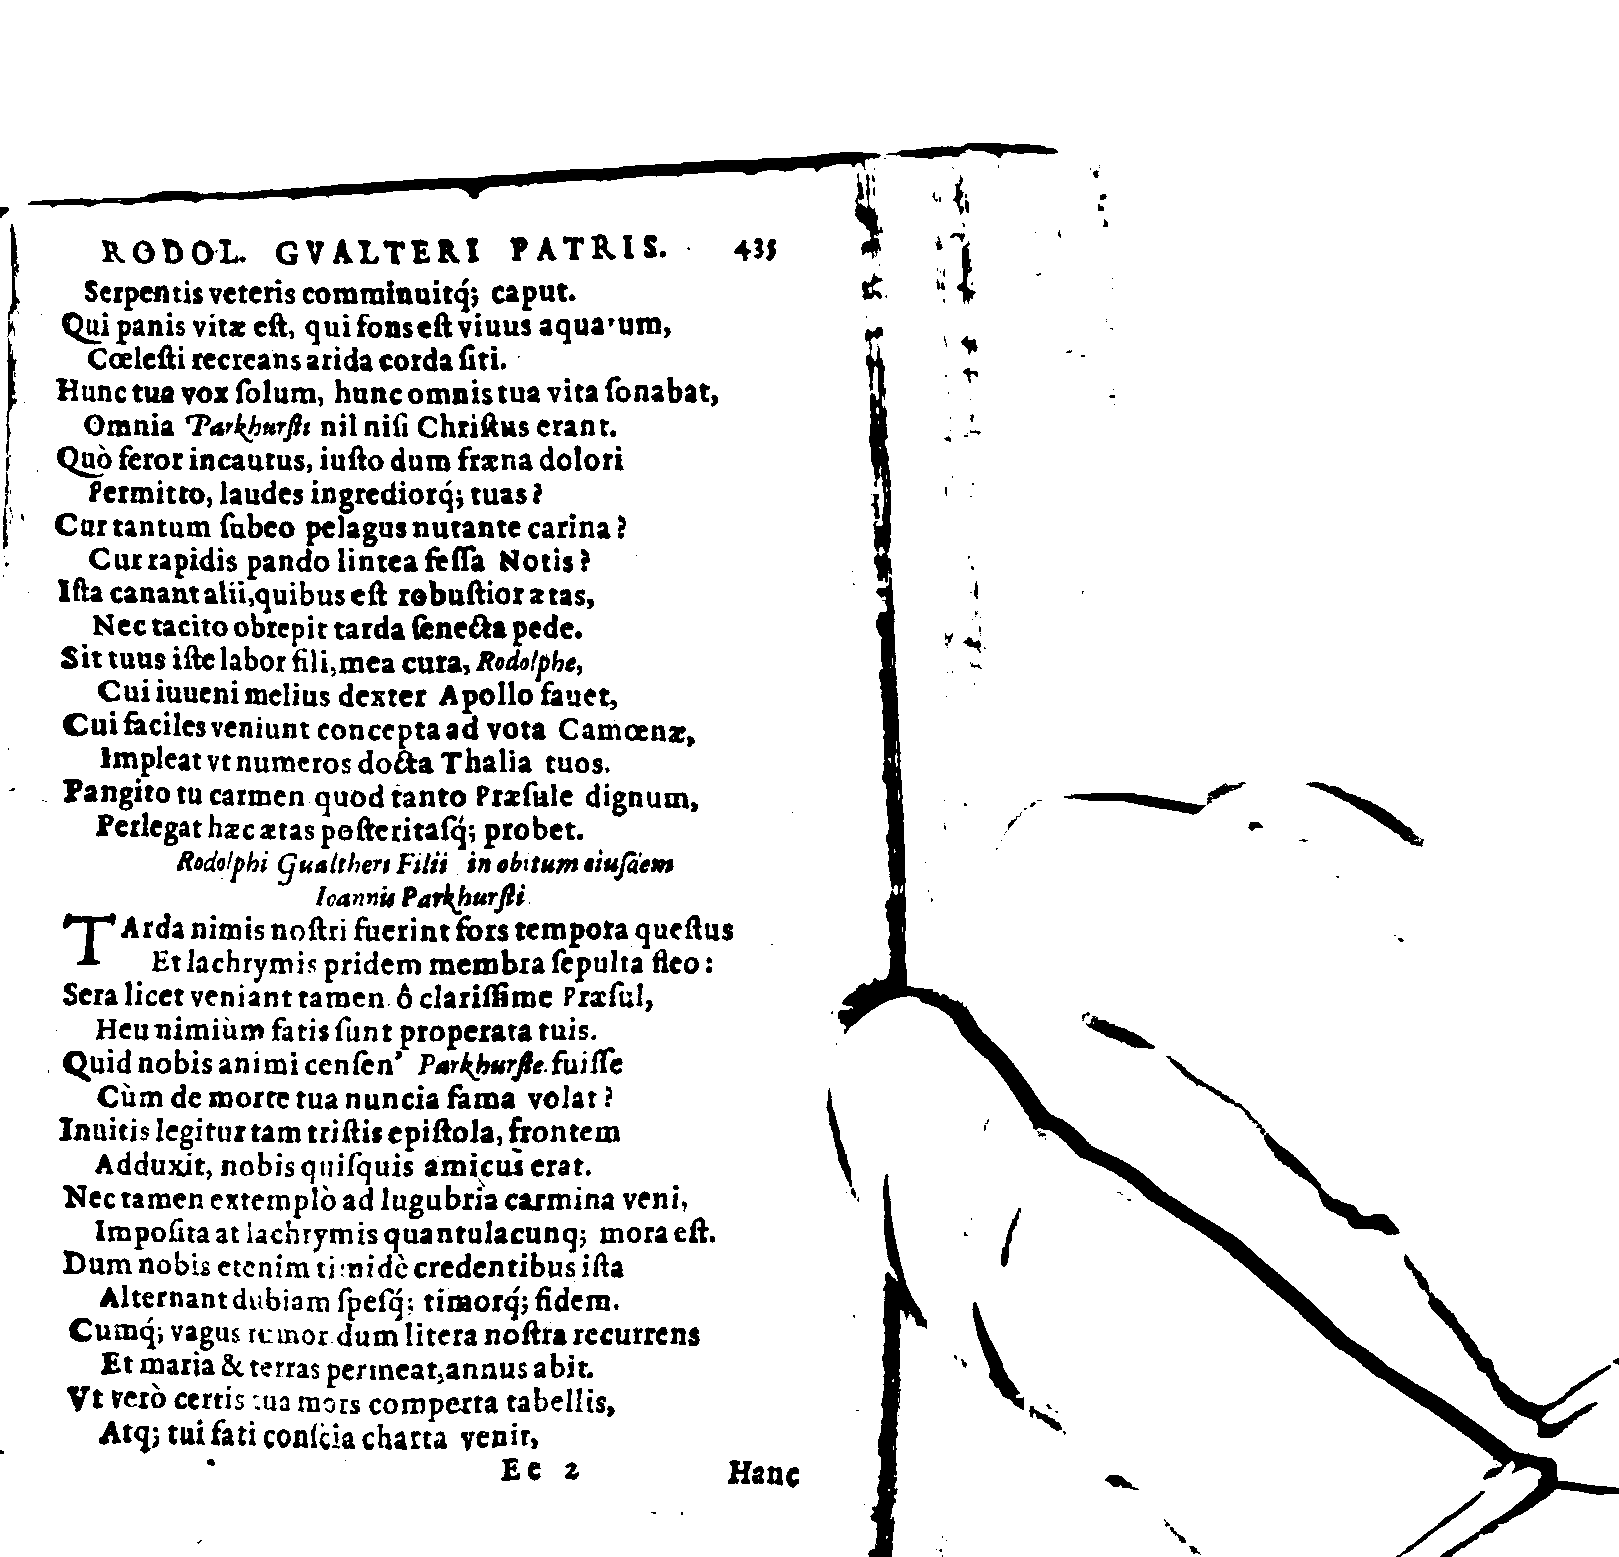 RODOL. GVALTERI PATRIS. 435
Serpentis veteris comminuitq́; caput.
Qui panis vitæ eſt, qui fons eſt viuus aquarum,
Cœleſti recreans arida corda ſiti.
Hunc tua vox ſolum, hunc omnis tua vita ſonabat,
Omnia Parkhurſti nil niſi Chriſtus erant.
Quò feror incautus, iuſto dum fræna dolori
Permitto, laudes ingrediorq́; tuas?
Cur tantum ſubeo pelagus nutante carina?
Cur rapidis pando lintea feſſa Notis?
Iſta canant alii, quibus eſt robuſtior ætas,
Nec tacito obrepit tarda ſenecta pede.
Sit tuus iſte labor fili, mea cura, Rodolphe,
Cui iuueni melius dexter Apollo fauet,
Cui faciles veniunt concepta ad vota Camœnæ,
Impleat vt numeros docta Thalia tuos.
Pangito tu carmen quod tanto Præſule dignum,
Perlegat hæc ætas poſteritaſq́; probet.
Rodolphi Gualtheri Filii in obitum eiuſdem
Ioannis Parkhurſti.
TArda nimis noſtri fuerint fors tempora queſtus
Et lachrymis pridem membra ſepulta fleo:
Sera licet veniant tamen ô clariſſime Præſul,
Heu nimiùm fatis ſunt properata tuis.
Quid nobis animi cenſen' Parkhurſte fuiſſe
Cùm de morte tua nuncia fama volat?
Inuitis legitur tam triſtis epiſtola, frontem
Adduxit, nobis quiſquis amicus erat.
Nec tamen extemplò ad lugubria carmina veni,
Impoſita at lachrymis quantulacunq; mora eſt.
Dum nobis etenim timidè credentibus iſta
Alternant dubiam ſpeſq́; timorq́; fidem.
Cumq́; vagus rumor dum litera noſtra recurrens
Et maria & terras permeat, annus abit.
Vt verò certis tua mors comperta tabellis,
Atq; tui fati conſcia charta venit,
Ee 2 Hanc